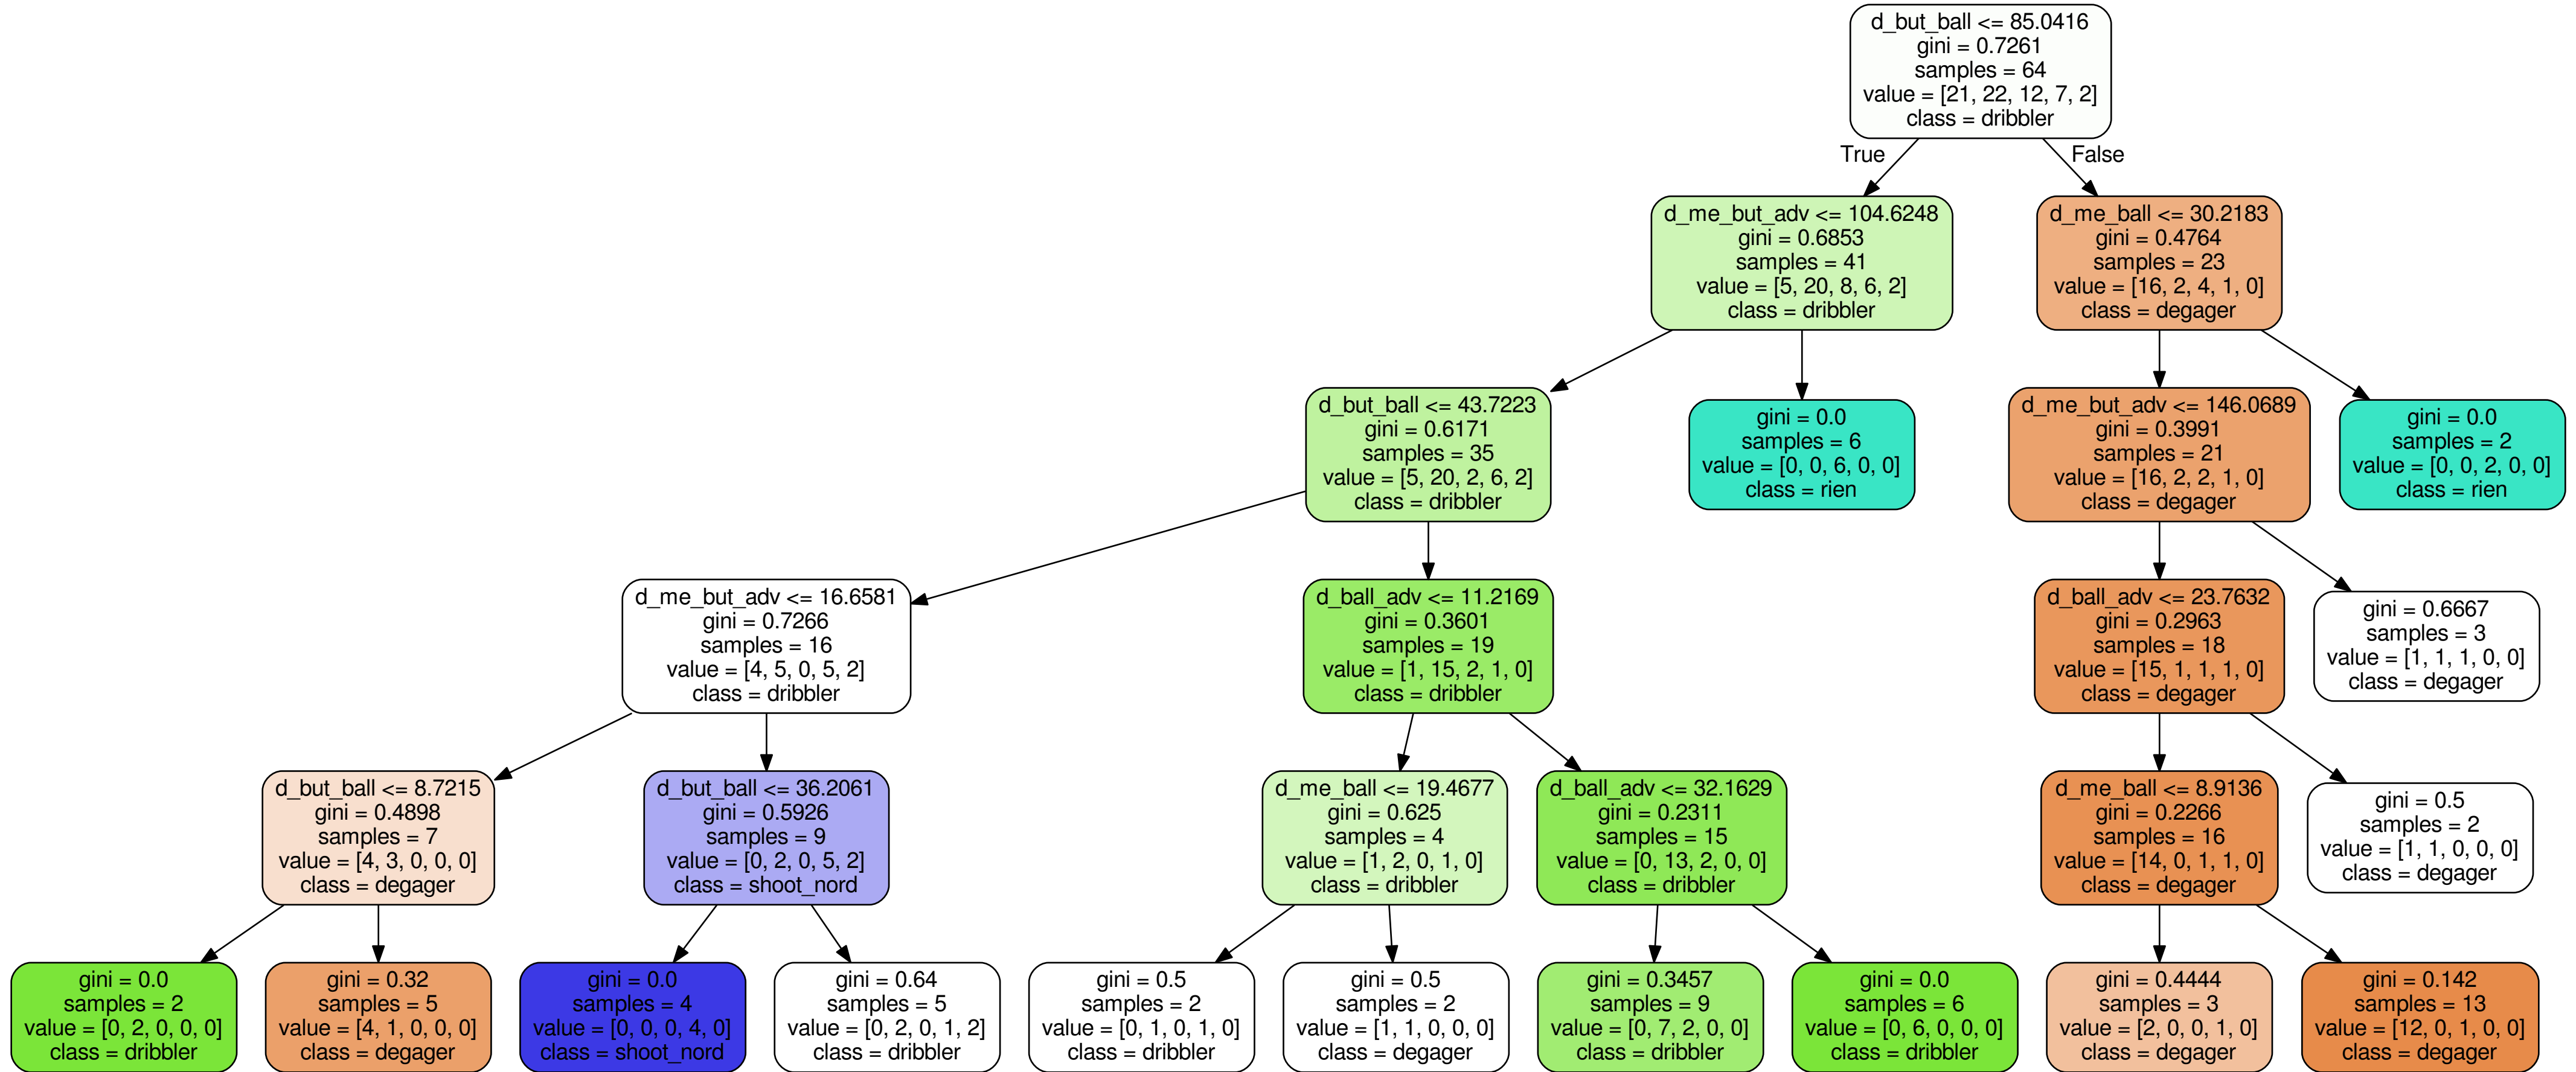 d_but_ball <= 85.0416
gini = 0.7261
samples = 64
value = [21, 22, 12, 7, 2]
class = dribbler
True
False
d_me_but_adv <= 104.6248
gini = 0.6853
samples = 41
value = [5, 20, 8, 6, 2]
class = dribbler
d_me_ball <= 30.2183
gini = 0.4764
samples = 23
value = [16, 2, 4, 1, 0]
class = degager
d_but_ball <= 43.7223
gini = 0.6171
samples = 35
value = [5, 20, 2, 6, 2]
class = dribbler
gini = 0.0
samples = 6
value = [0, 0, 6, 0, 0]
class = rien
d_me_but_adv <= 146.0689
gini = 0.3991
samples = 21
value = [16, 2, 2, 1, 0]
class = degager
gini = 0.0
samples = 2
value = [0, 0, 2, 0, 0]
class = rien
d_me_but_adv <= 16.6581
gini = 0.7266
samples = 16
value = [4, 5, 0, 5, 2]
class = dribbler
d_ball_adv <= 11.2169
gini = 0.3601
samples = 19
value = [1, 15, 2, 1, 0]
class = dribbler
d_ball_adv <= 23.7632
gini = 0.2963
samples = 18
value = [15, 1, 1, 1, 0]
class = degager
gini = 0.6667
samples = 3
value = [1, 1, 1, 0, 0]
class = degager
d_but_ball <= 8.7215
gini = 0.4898
samples = 7
value = [4, 3, 0, 0, 0]
class = degager
d_but_ball <= 36.2061
gini = 0.5926
samples = 9
value = [0, 2, 0, 5, 2]
class = shoot_nord
d_me_ball <= 19.4677
gini = 0.625
samples = 4
value = [1, 2, 0, 1, 0]
class = dribbler
d_ball_adv <= 32.1629
gini = 0.2311
samples = 15
value = [0, 13, 2, 0, 0]
class = dribbler
d_me_ball <= 8.9136
gini = 0.2266
samples = 16
value = [14, 0, 1, 1, 0]
class = degager
gini = 0.5
samples = 2
value = [1, 1, 0, 0, 0]
class = degager
gini = 0.0
samples = 2
value = [0, 2, 0, 0, 0]
class = dribbler
gini = 0.32
samples = 5
value = [4, 1, 0, 0, 0]
class = degager
gini = 0.0
samples = 4
value = [0, 0, 0, 4, 0]
class = shoot_nord
gini = 0.64
samples = 5
value = [0, 2, 0, 1, 2]
class = dribbler
gini = 0.5
samples = 2
value = [0, 1, 0, 1, 0]
class = dribbler
gini = 0.5
samples = 2
value = [1, 1, 0, 0, 0]
class = degager
gini = 0.3457
samples = 9
value = [0, 7, 2, 0, 0]
class = dribbler
gini = 0.0
samples = 6
value = [0, 6, 0, 0, 0]
class = dribbler
gini = 0.4444
samples = 3
value = [2, 0, 0, 1, 0]
class = degager
gini = 0.142
samples = 13
value = [12, 0, 1, 0, 0]
class = degager